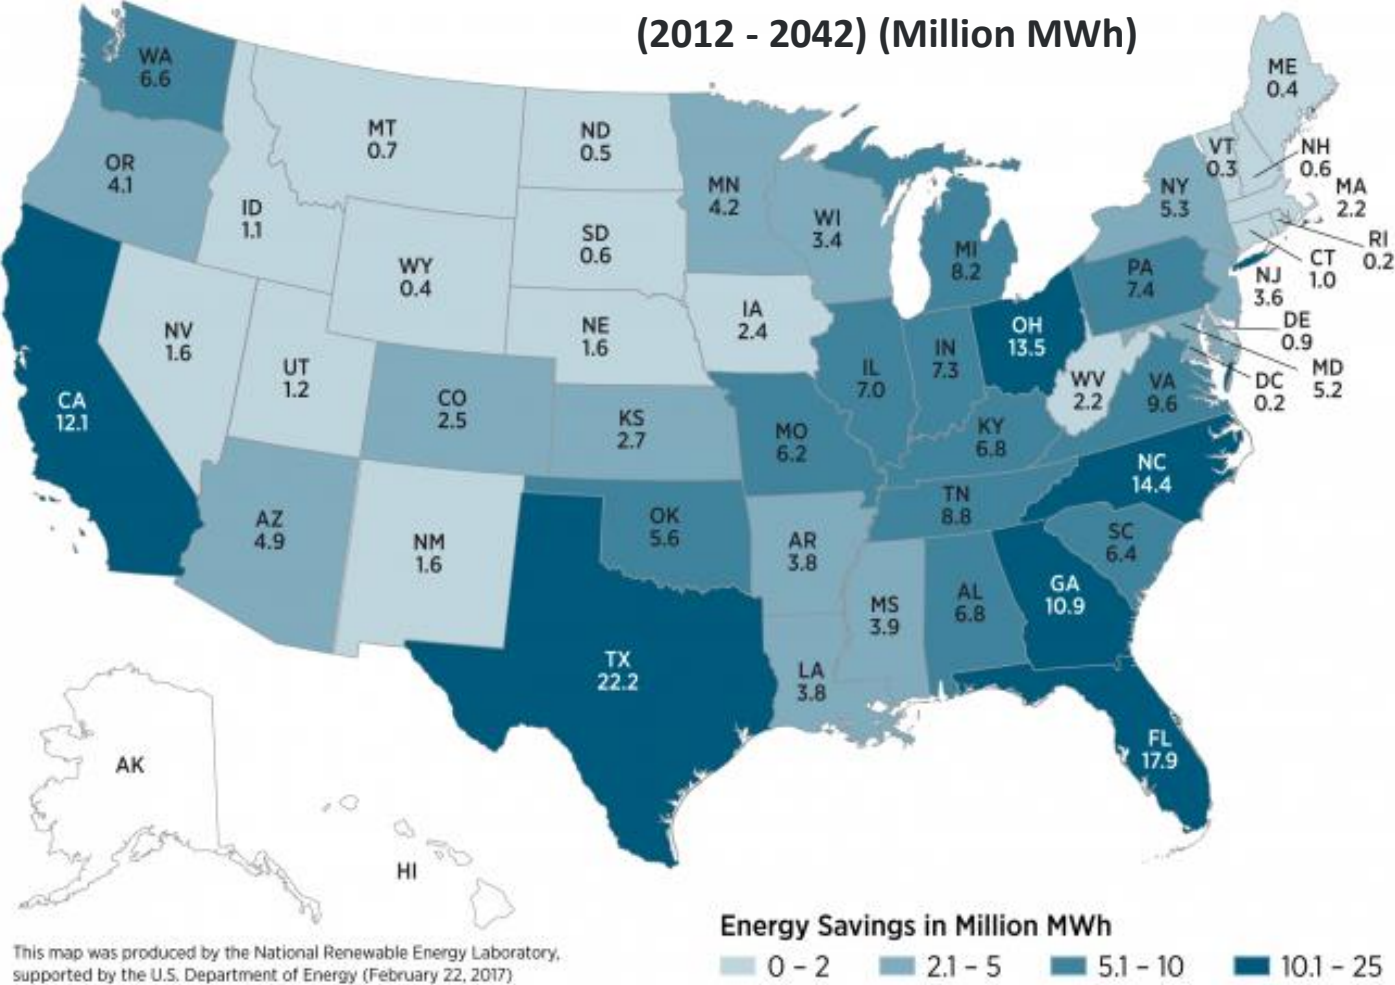 (2012 - 2042) (Million MWh)
WA
6.6
OR
4.1
CA
12.1
ID
1.1
NV
1.6
MT
0.7
WY
0.4
UT
1.2
AZ
4.9
CO
2.5
NM
1.6
ND
0.5
SD
0.6
NE
1.6
KS
2.7
OK
5.6
TX
22.2
MN
4.2
IA
2.4
MO
6.2
AR
3.8
LA
3.8
WI
3.4
IL
7.0
MI
8.2
IN
7.3
OH
13.5
KY
6.8
TN
8.8
MS
3.9
AL
6.8
GA
10.9
FL
17.9
SC
6.4
NC
14.4
VA
9.6
WV
2.2
PA
7.4
NY
5.3
VT
0.3
ME
0.4
NH
0.6
MA
2.2
RI
0.2
CT
1.0
NJ
3.6
DE
0.9
MD
5.2
DC
0.2
AK
HI
This map was produced by the National Renewable Energy Laboratory,
supported by the U.S. Department of Energy (February 22, 2017)
Energy Savings in Million MWh
0 – 2
2.1 – 5
5.1 – 10
10.1 – 25